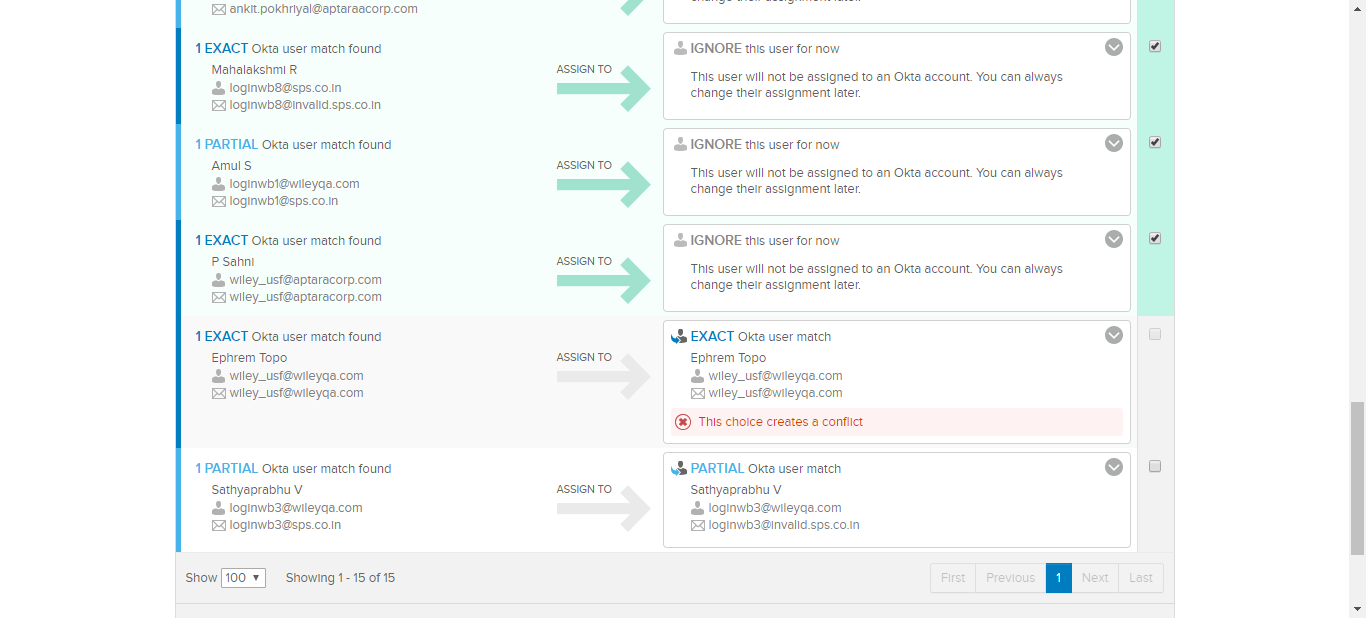 ankit.pokhriyal@aptaraacorp.com
1 EXACT Okta user match found
Mahalakshmi R
loginwb8@sps.co.in
loginwb8@invalid.sps.co.in
ASSIGN TO
IGNORE this user for now
This user will not be assigned to an Okta account. You can always
change their assignment later.
1 PARTIAL Okta user match found
Amul S
loginwb1@wileyqa.com
loginwb1@sps.co.in
ASSIGN TO
IGNORE this user for now
This user will not be assigned to an Okta account. You can always
change their assignment later.
1 EXACT Okta user match found
P Sahni
wiley_usf@aptaracorp.com
wiley_usf@aptaracorp.com
ASSIGN TO
IGNORE this user for now
This user will not be assigned to an Okta account. You can always
change their assignment later.
1 EXACT Okta user match found
Ephrem Topo
wiley_usf@wileyqa.com
wiley_usf@wileyqa.com
ASSIGN TO
EXACT Okta user match
Ephrem Topo
wiley_usf@wileyqa.com
wiley_usf@wileyqa.com
This choice creates a conflict
1 PARTIAL Okta user match found
Sathyaprabhu V
loginwb3@wileyqa.com
loginwb3@sps.co.in
ASSIGN TO
PARTIAL Okta user match
Sathyaprabhu V
loginwb3@wileyqa.com
loginwb3@invalid.sps.co.in
Show 100 Showing 1 - 15 of 15
First Previous 1 Next Last